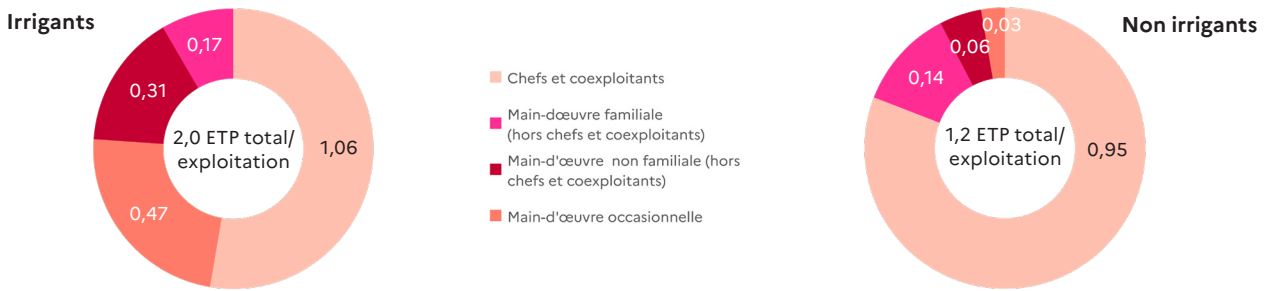 Irrigants
0,17
0,31
2,0 ETP total/
exploitation
1,06
0,47
Chefs et coexploitants
Main-dœuvre familiale
(hors chefs et coexploitants)
Main-d'œuvre non familiale (hors
chefs et coexploitants)
Main-d'œuvre occasionnelle
Non irrigants
0,03
0,06
0,14
1,2 ETP total/
exploitation
0,95